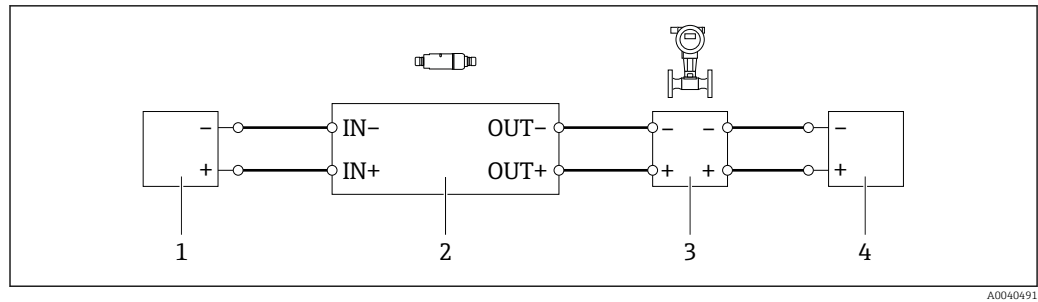 − IN− OUT− − − −
+ IN+ OUT+ + + +
1 2 3 4
A0040491